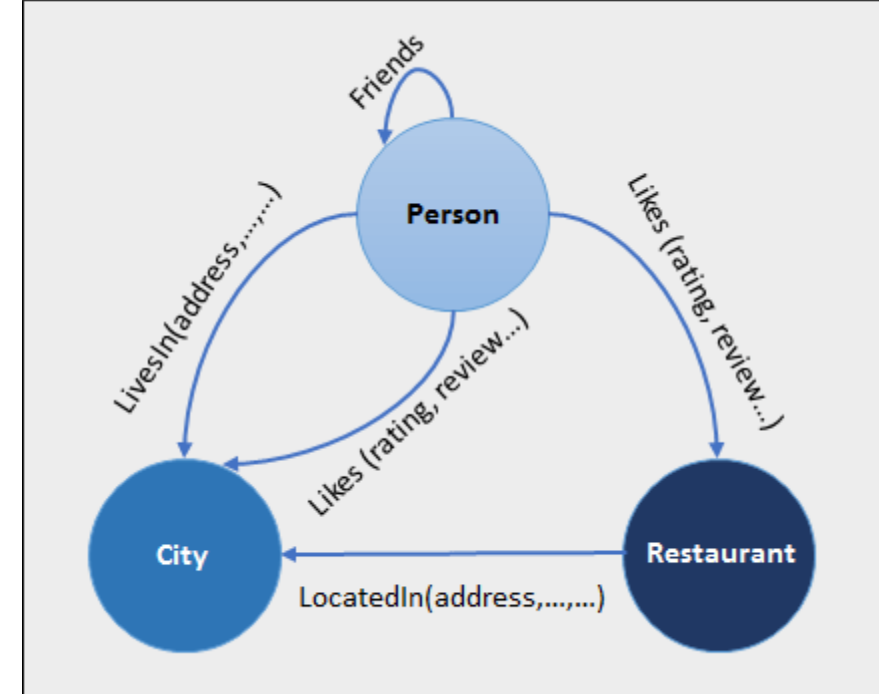 Friends
Person
LivesIn(address,...,...)
Likes (rating, review...)
Likes (rating, review...)
City
Restaurant
LocatedIn(address,...,...)